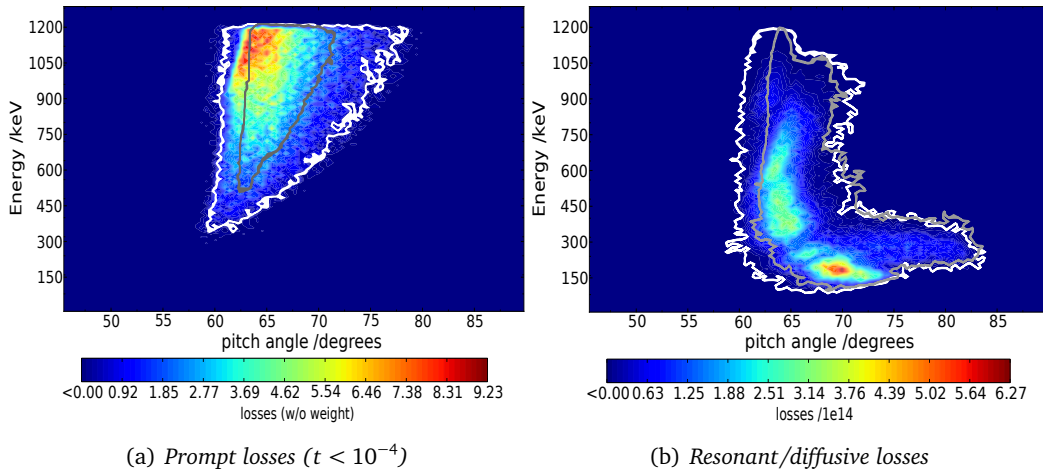 1200
1050
900
750
600
450
300
150
Energy /keV
50 55 60 65 70 75 80 85
pitch angle /degrees
<0.00 0.92 1.85 2.77 3.69 4.62 5.54 6.46 7.38 8.31 9.23
losses (w/o weight)
(a) Prompt losses (t < 10⁻⁴)
1200
1050
900
750
600
450
300
150
Energy /keV
50 55 60 65 70 75 80 85
pitch angle /degrees
<0.00 0.63 1.25 1.88 2.51 3.14 3.76 4.39 5.02 5.64 6.27
losses /1e14
(b) Resonant/diffusive losses